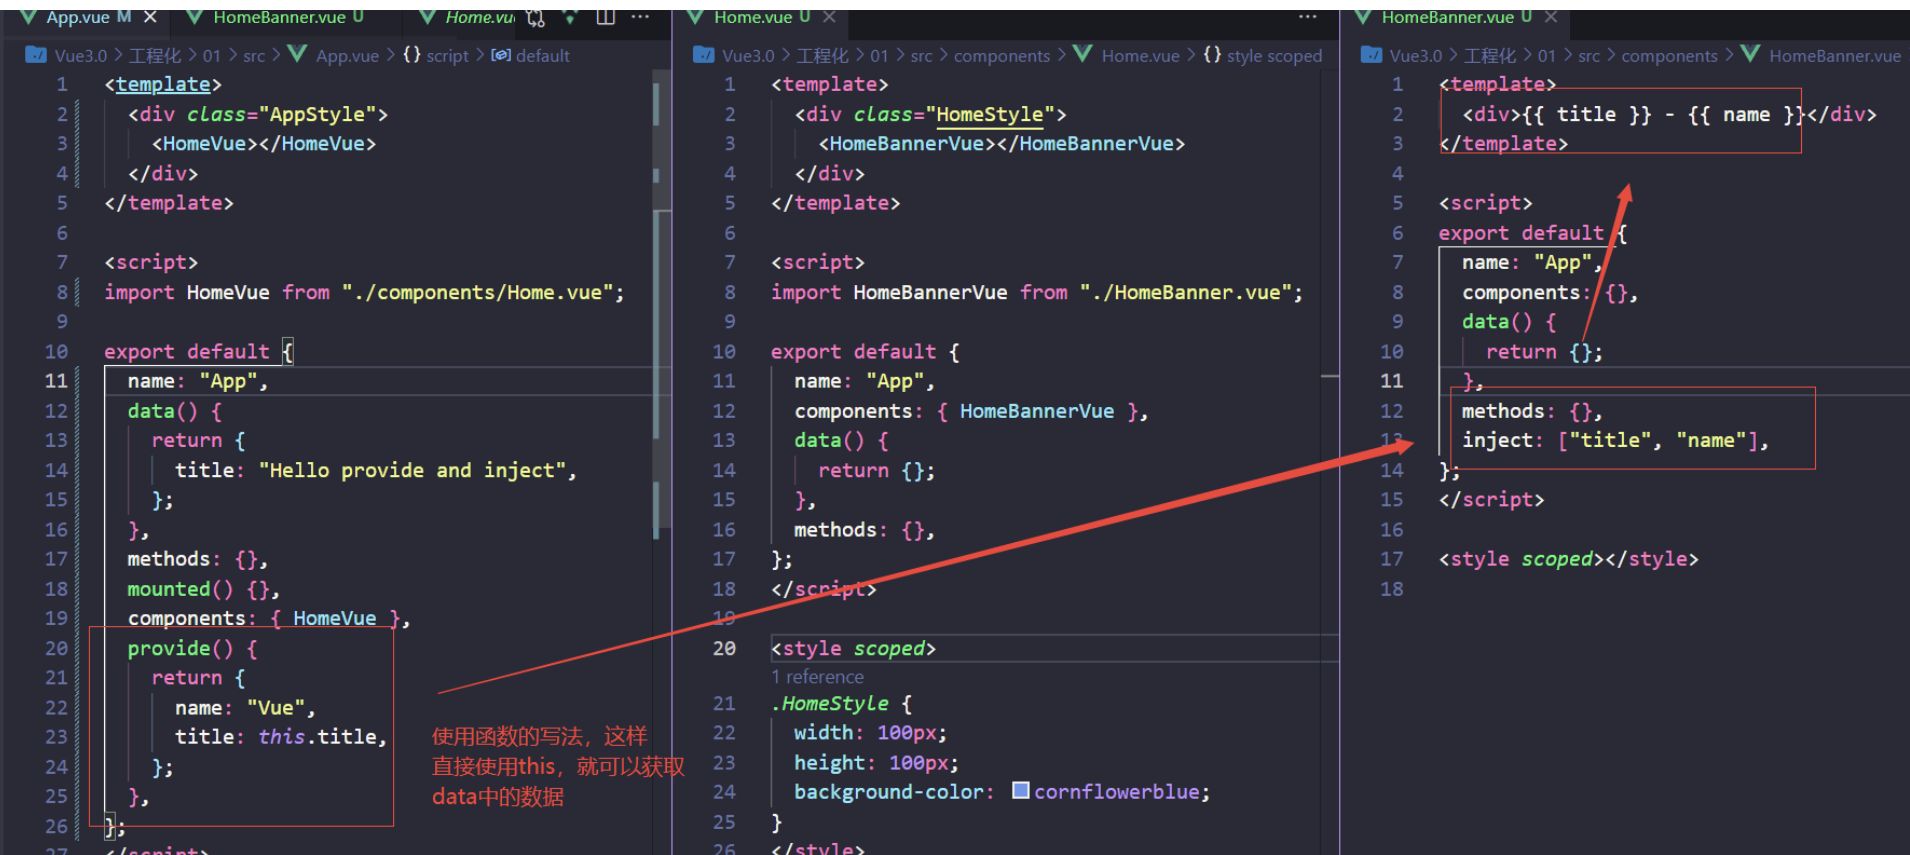 App.vue M
HomeBanner.vue U
Home.vu
Vue3.0 > 工程化 > 01 > src > App.vue > {} script > default
1 <template>
2 <div class="AppStyle">
3 <HomeVue></HomeVue>
4 </div>
5 </template>
6
7 <script>
8 import HomeVue from "./components/Home.vue";
9
10 export default {
11 name: "App",
12 data() {
13 return {
14 title: "Hello provide and inject",
15 };
16 },
17 methods: {},
18 mounted() {},
19 components: { HomeVue },
20 provide() {
21 return {
22 name: "Vue",
23 title: this.title,
24 };
25 },
26 };
27 </script>
使用函数的写法，这样
直接使用this，就可以获取
data中的数据
Home.vue U
Vue3.0 > 工程化 > 01 > src > components > Home.vue > {} style scoped
1 <template>
2 <div class="HomeStyle">
3 <HomeBannerVue></HomeBannerVue>
4 </div>
5 </template>
6
7 <script>
8 import HomeBannerVue from "./HomeBanner.vue";
9
10 export default {
11 name: "App",
12 components: { HomeBannerVue },
13 data() {
14 return {};
15 },
16 methods: {},
17 };
18 </script>
19
20 <style scoped>
1 reference
21 .HomeStyle {
22 width: 100px;
23 height: 100px;
24 background-color: cornflowerblue;
25 }
26 </style>
HomeBanner.vue U
Vue3.0 > 工程化 > 01 > src > components > HomeBanner.vue
1 <template>
2 <div>{{ title }} - {{ name }}</div>
3 </template>
4
5 <script>
6 export default {
7 name: "App",
8 components: {},
9 data() {
10 return {};
11 },
12 methods: {},
13 inject: ["title", "name"],
14 };
15 </script>
16
17 <style scoped></style>
18